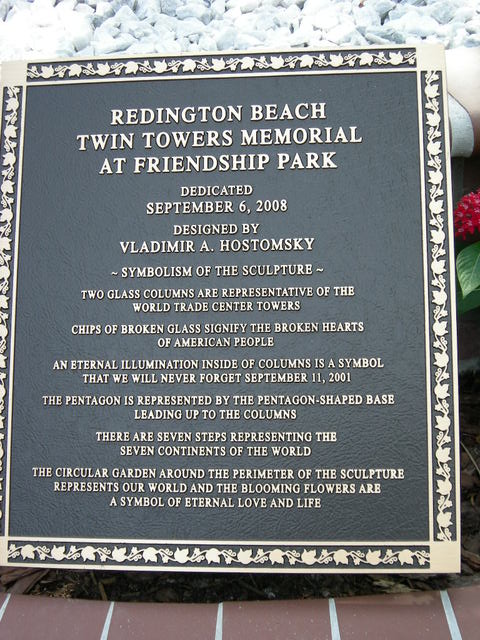 REDINGTON BEACH
TWIN TOWERS MEMORIAL
AT FRIENDSHIP PARK
DEDICATED
SEPTEMBER 6, 2008
DESIGNED BY
VLADIMIR A. HOSTOMSKY
~ SYMBOLISM OF THE SCULPTURE ~
TWO GLASS COLUMNS ARE REPRESENTATIVE OF THE
WORLD TRADE CENTER TOWERS
CHIPS OF BROKEN GLASS SIGNIFY THE BROKEN HEARTS
OF AMERICAN PEOPLE
AN ETERNAL ILLUMINATION INSIDE OF COLUMNS IS A SYMBOL
THAT WE WILL NEVER FORGET SEPTEMBER 11, 2001
THE PENTAGON IS REPRESENTED BY THE PENTAGON-SHAPED BASE
LEADING UP TO THE COLUMNS
THERE ARE SEVEN STEPS REPRESENTING THE
SEVEN CONTINENTS OF THE WORLD
THE CIRCULAR GARDEN AROUND THE PERIMETER OF THE SCULPTURE
REPRESENTS OUR WORLD AND THE BLOOMING FLOWERS ARE
A SYMBOL OF ETERNAL LOVE AND LIFE